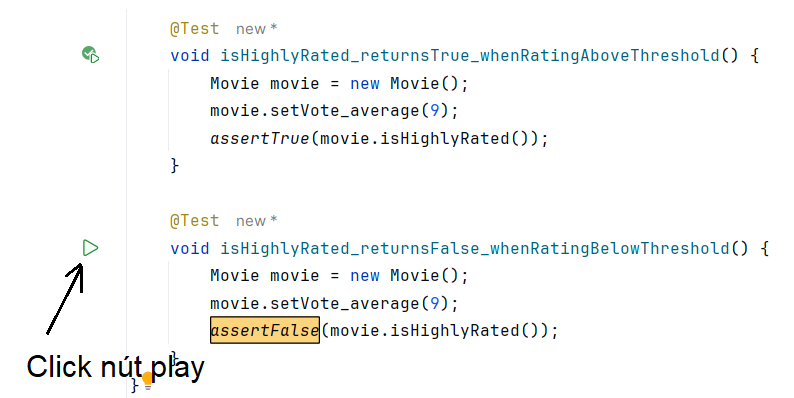 @Test new *
void isHighlyRated_returnsTrue_whenRatingAboveThreshold() {
Movie movie = new Movie();
movie.setVote_average(9);
assertTrue(movie.isHighlyRated());
}
@Test new *
void isHighlyRated_returnsFalse_whenRatingBelowThreshold() {
Movie movie = new Movie();
movie.setVote_average(9);
assertFalse(movie.isHighlyRated());
}
Click nút play
}